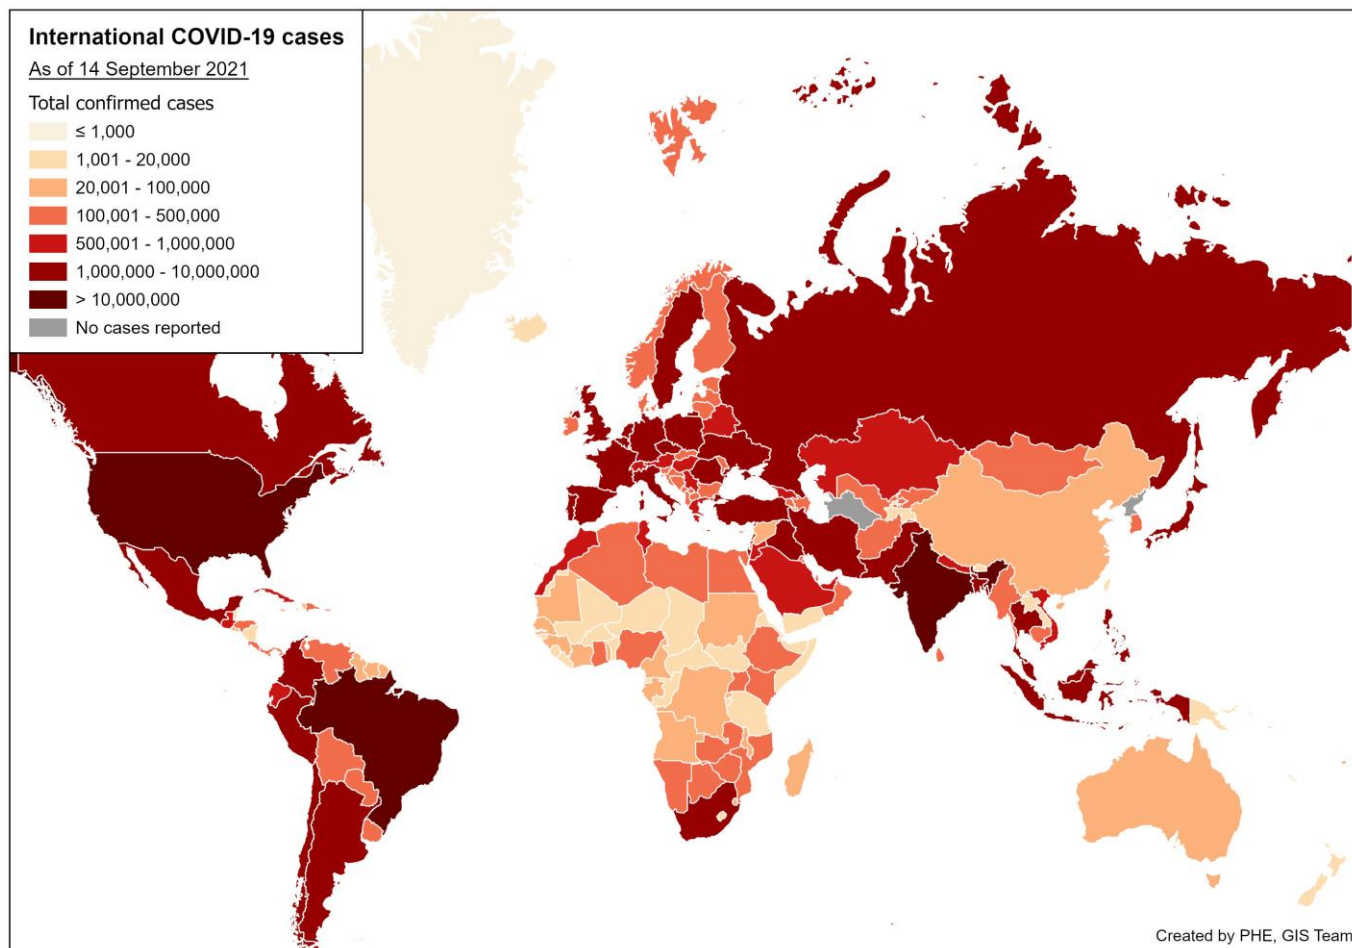 International COVID-19 cases
As of 14 September 2021
Total confirmed cases
≤ 1,000
1,001 - 20,000
20,001 - 100,000
100,001 - 500,000
500,001 - 1,000,000
1,000,000 - 10,000,000
> 10,000,000
No cases reported
Created by PHE, GIS Team